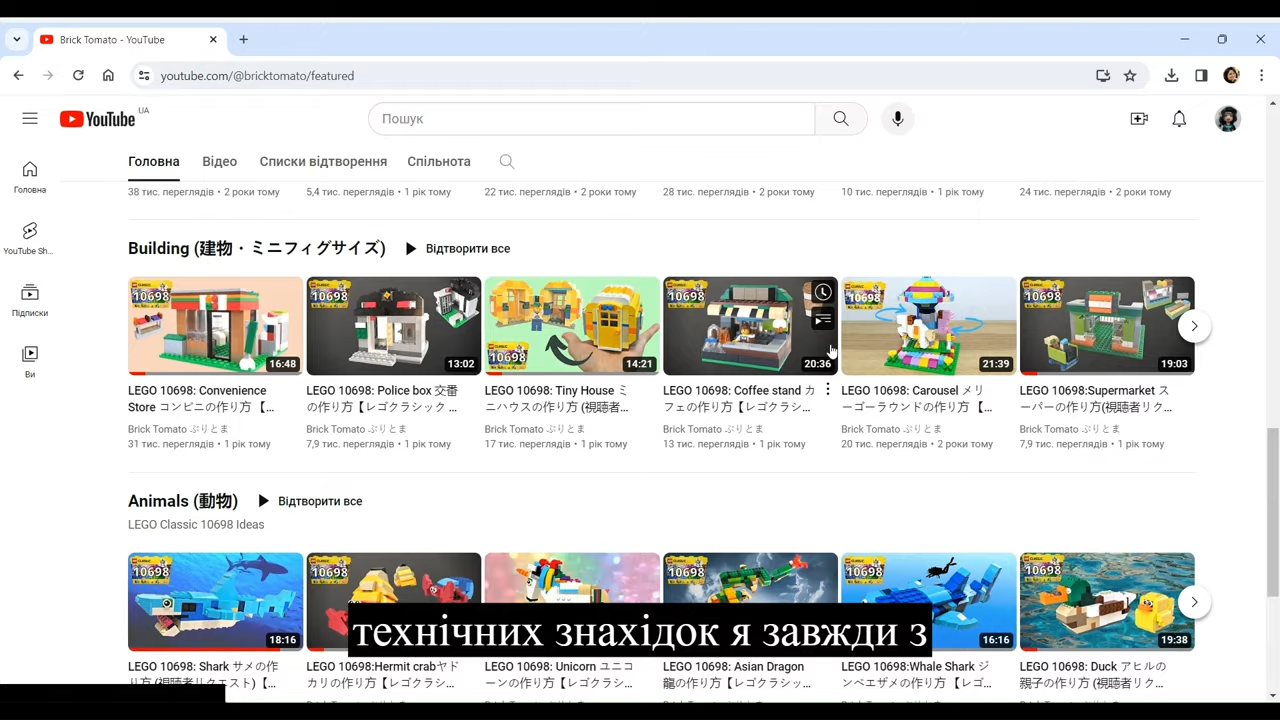 Brick Tomato - YouTube
youtube.com/@bricktomato/featured
YouTube UA
Пошук
Головна
Відео
Списки відтворення
Спільнота
Головна
YouTube Sh...
Підписки
Ви
38 тис. переглядів • 2 роки тому
5,4 тис. переглядів • 1 рік тому
22 тис. переглядів • 2 роки тому
28 тис. переглядів • 2 роки тому
10 тис. переглядів • 1 рік тому
24 тис. переглядів • 2 роки тому
Building (建物・ミニフィグサイズ)
Відтворити все
10698
16:48
10698
13:02
10698
14:21
10698
20:36
10698
21:39
10698
19:03
LEGO 10698: Convenience
Store コンビニの作り方 【...
Brick Tomato ぶりとま
31 тис. переглядів • 1 рік тому
LEGO 10698: Police box 交番
の作り方【レゴクラシック ...
Brick Tomato ぶりとま
7,9 тис. переглядів • 1 рік тому
LEGO 10698: Tiny House ミ
ニハウスの作り方 (視聴者...
Brick Tomato ぶりとま
17 тис. переглядів • 1 рік тому
LEGO 10698: Coffee stand カ
フェの作り方【レゴクラシ...
Brick Tomato ぶりとま
13 тис. переглядів • 1 рік тому
LEGO 10698: Carousel メリ
ーゴーラウンドの作り方 【...
Brick Tomato ぶりとま
20 тис. переглядів • 2 роки тому
LEGO 10698:Supermarket ス
ーパーの作り方(視聴者リク...
Brick Tomato ぶりとま
7,9 тис. переглядів • 1 рік тому
Animals (動物)
Відтворити все
LEGO Classic 10698 Ideas
10698
18:16
10698
10698
10698
16:16
10698
19:38
технічних знахідок я завжди з
LEGO 10698: Shark サメの作
り方 (視聴者リクエスト)【...
LEGO 10698:Hermit crabヤド
カリの作り方【レゴクラシ...
LEGO 10698: Unicorn ユニコ
ーンの作り方【レゴクラシ...
LEGO 10698: Asian Dragon
龍の作り方【レゴクラシッ...
LEGO 10698:Whale Shark ジ
ンベエザメの作り方【レゴ...
LEGO 10698: Duck アヒルの
親子の作り方 (視聴者リク...